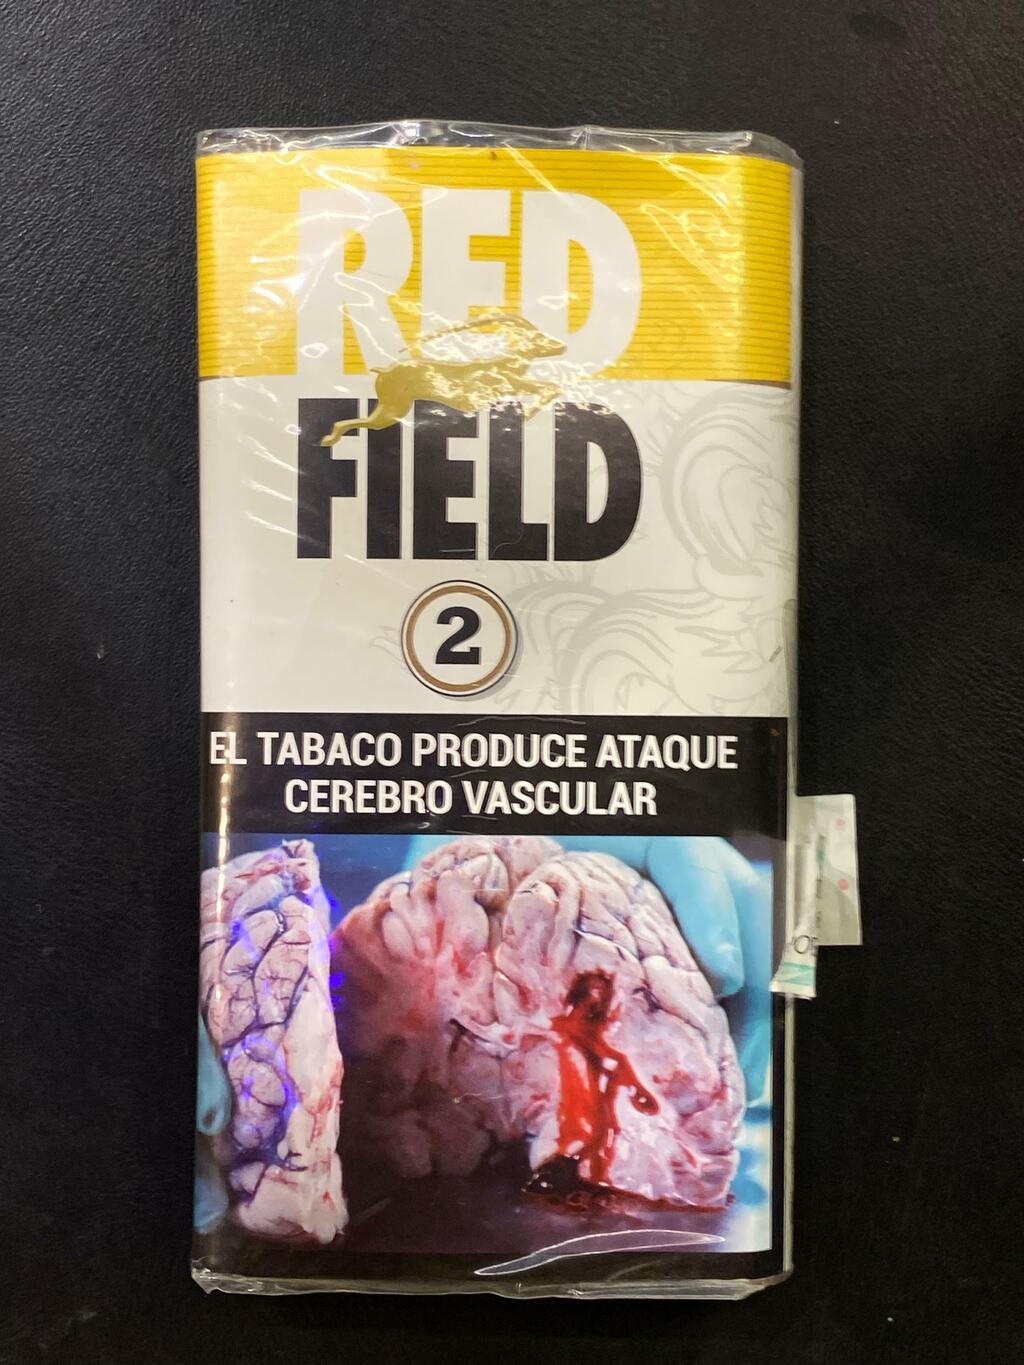 RED
FIELD
2
EL TABACO PRODUCE ATAQUE
CEREBRO VASCULAR